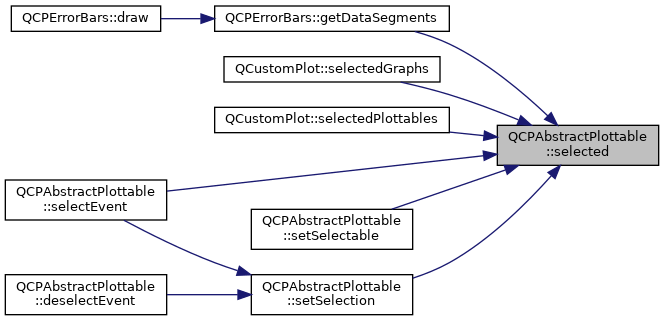 QCPErrorBars::draw
QCPErrorBars::getDataSegments
QCustomPlot::selectedGraphs
QCustomPlot::selectedPlottables
QCPAbstractPlottable
::selected
QCPAbstractPlottable
::selectEvent
QCPAbstractPlottable
::setSelectable
QCPAbstractPlottable
::deselectEvent
QCPAbstractPlottable
::setSelection